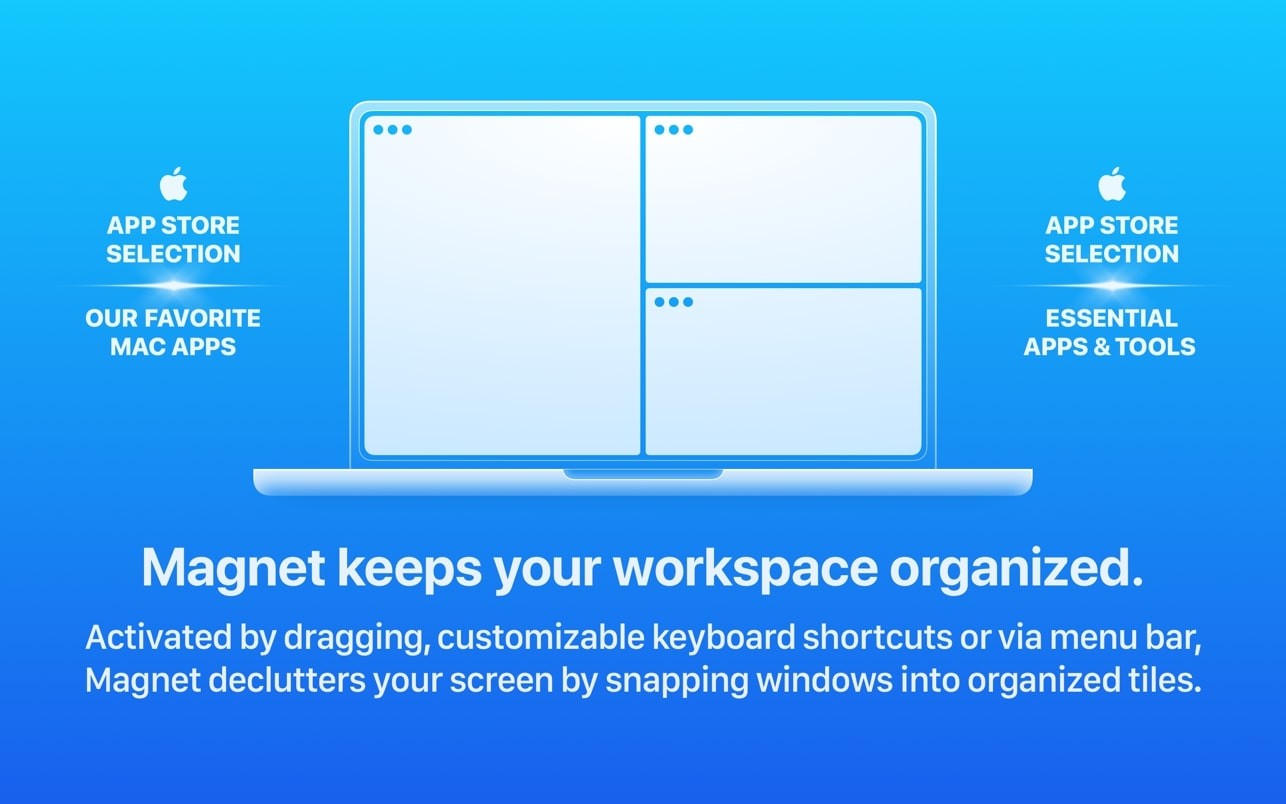 APP STORE
SELECTION
OUR FAVORITE
MAC APPS
APP STORE
SELECTION
ESSENTIAL
APPS & TOOLS
Magnet keeps your workspace organized.
Activated by dragging, customizable keyboard shortcuts or via menu bar,
Magnet declutters your screen by snapping windows into organized tiles.